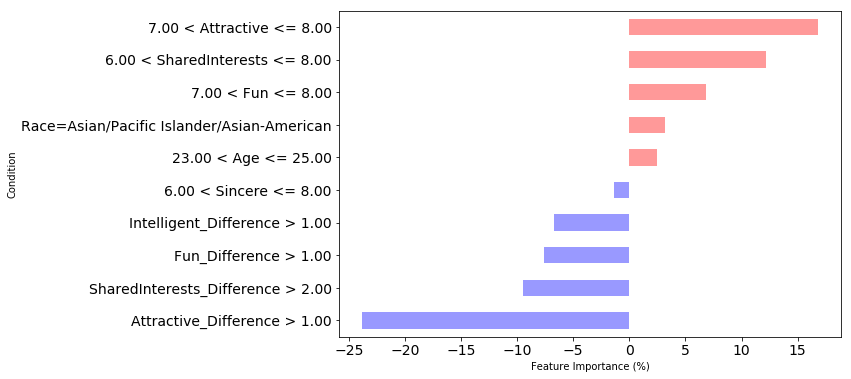 7.00 < Attractive <= 8.00
6.00 < SharedInterests <= 8.00
7.00 < Fun <= 8.00
Race=Asian/Pacific Islander/Asian-American
23.00 < Age <= 25.00
6.00 < Sincere <= 8.00
Intelligent_Difference > 1.00
Fun_Difference > 1.00
SharedInterests_Difference > 2.00
Attractive_Difference > 1.00
Condition
−25 −20 −15 −10 −5 0 5 10 15
Feature Importance (%)